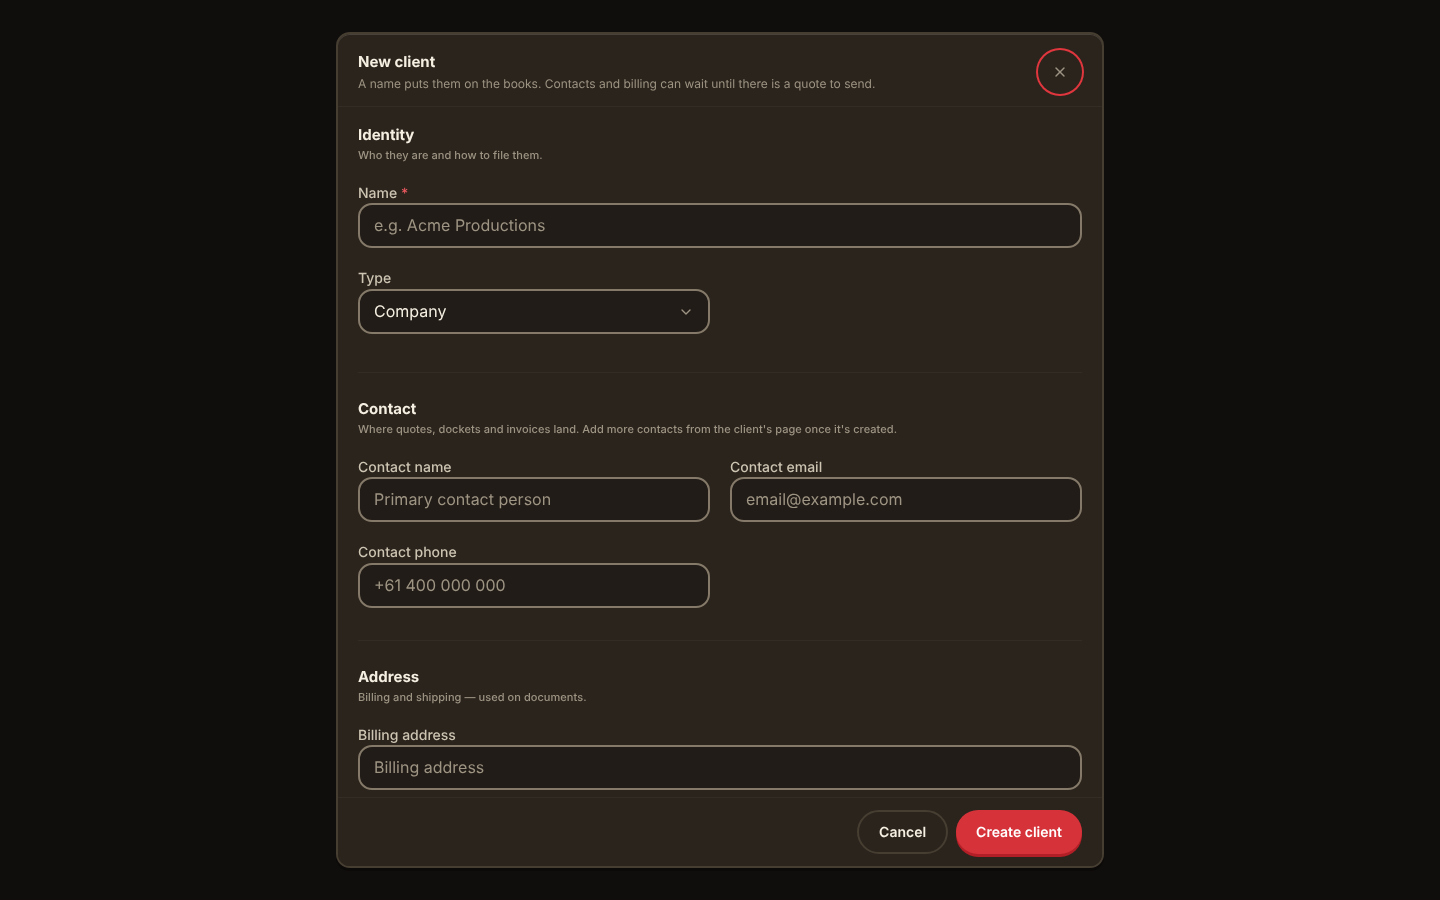 New client
A name puts them on the books. Contacts and billing can wait until there is a quote to send.
Identity
Who they are and how to file them.
Name *
e.g. Acme Productions
Type
Company
Contact
Where quotes, dockets and invoices land. Add more contacts from the client's page once it's created.
Contact name
Contact email
Primary contact person
email@example.com
Contact phone
+61 400 000 000
Address
Billing and shipping — used on documents.
Billing address
Billing address
Cancel
Create client